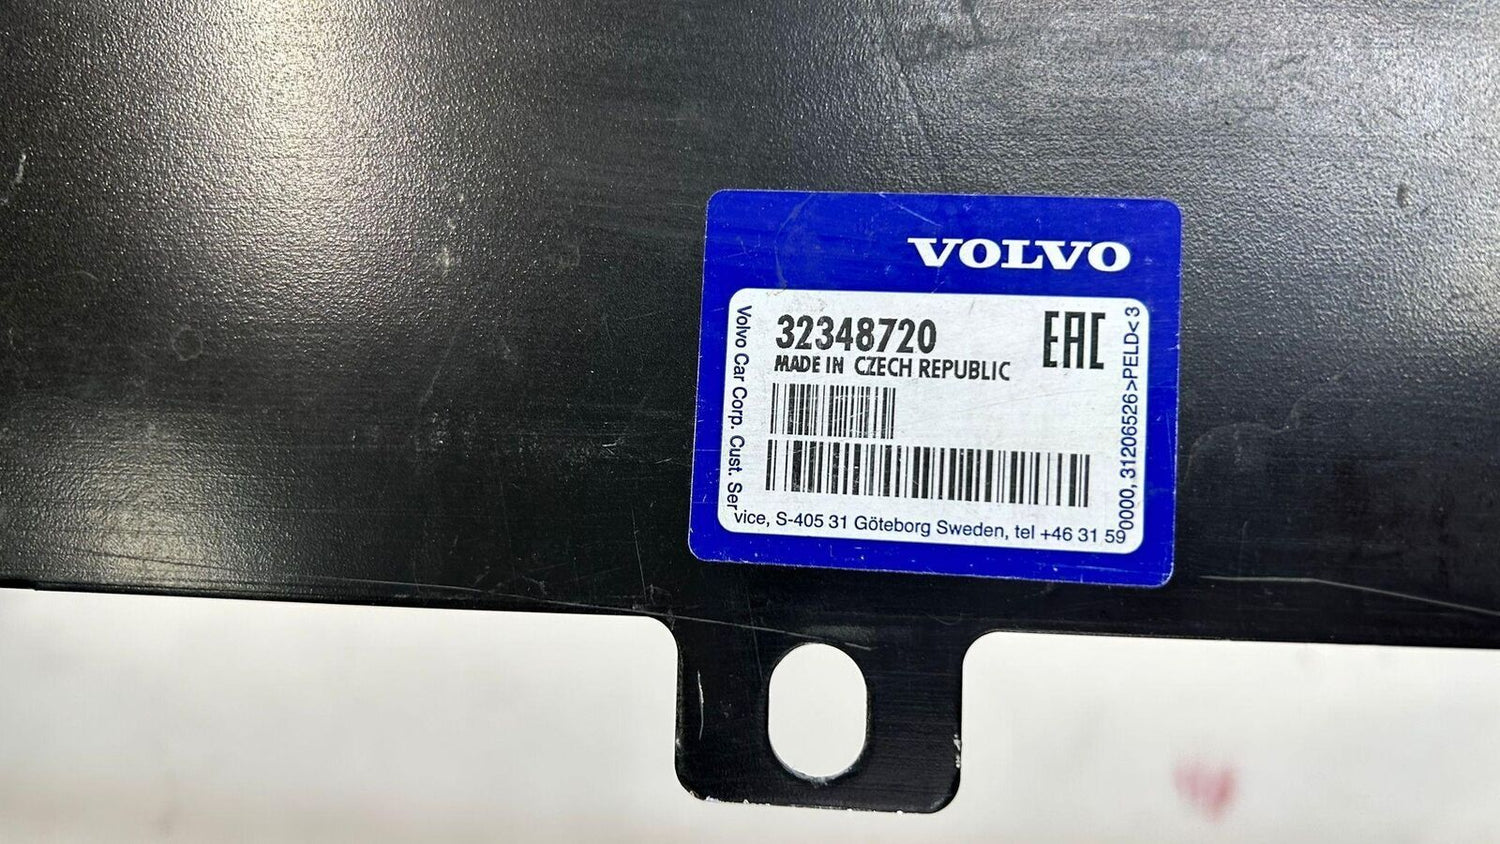 VOLVO
32348720
EAC
MADE IN CZECH REPUBLIC
Volvo Car Corp. Cust. Ser
vice, S-405 31 Göteborg Sweden, tel +46 31 59
0000, 31206526>PELD<3